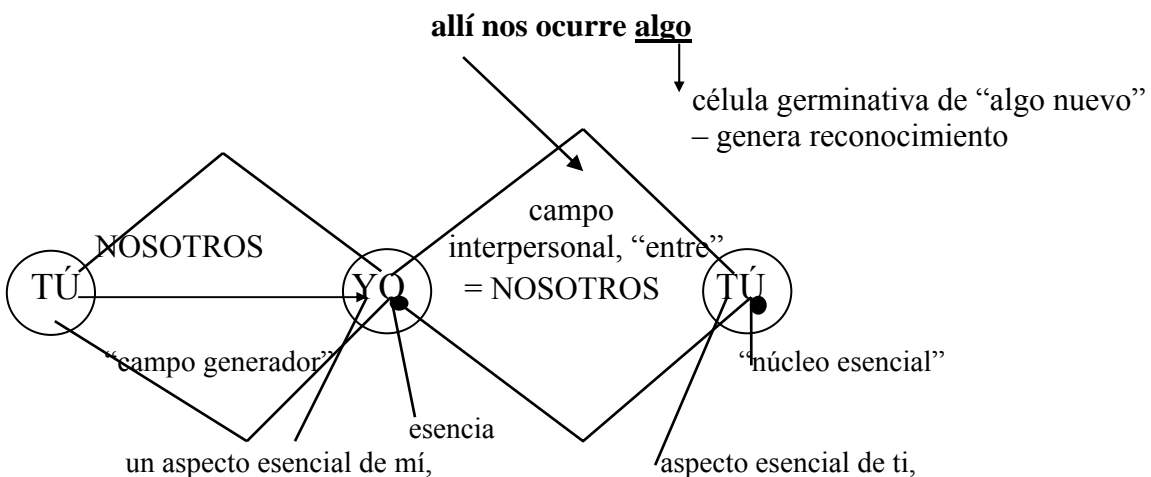 allí nos ocurre algo
célula germinativa de “algo nuevo”
– genera reconocimiento
campo
NOSOTROS
interpersonal, “entre”
TÚ
YO
= NOSOTROS
TÚ
“campo generador”
“núcleo esencial”
esencia
un aspecto esencial de mí,
aspecto esencial de ti,